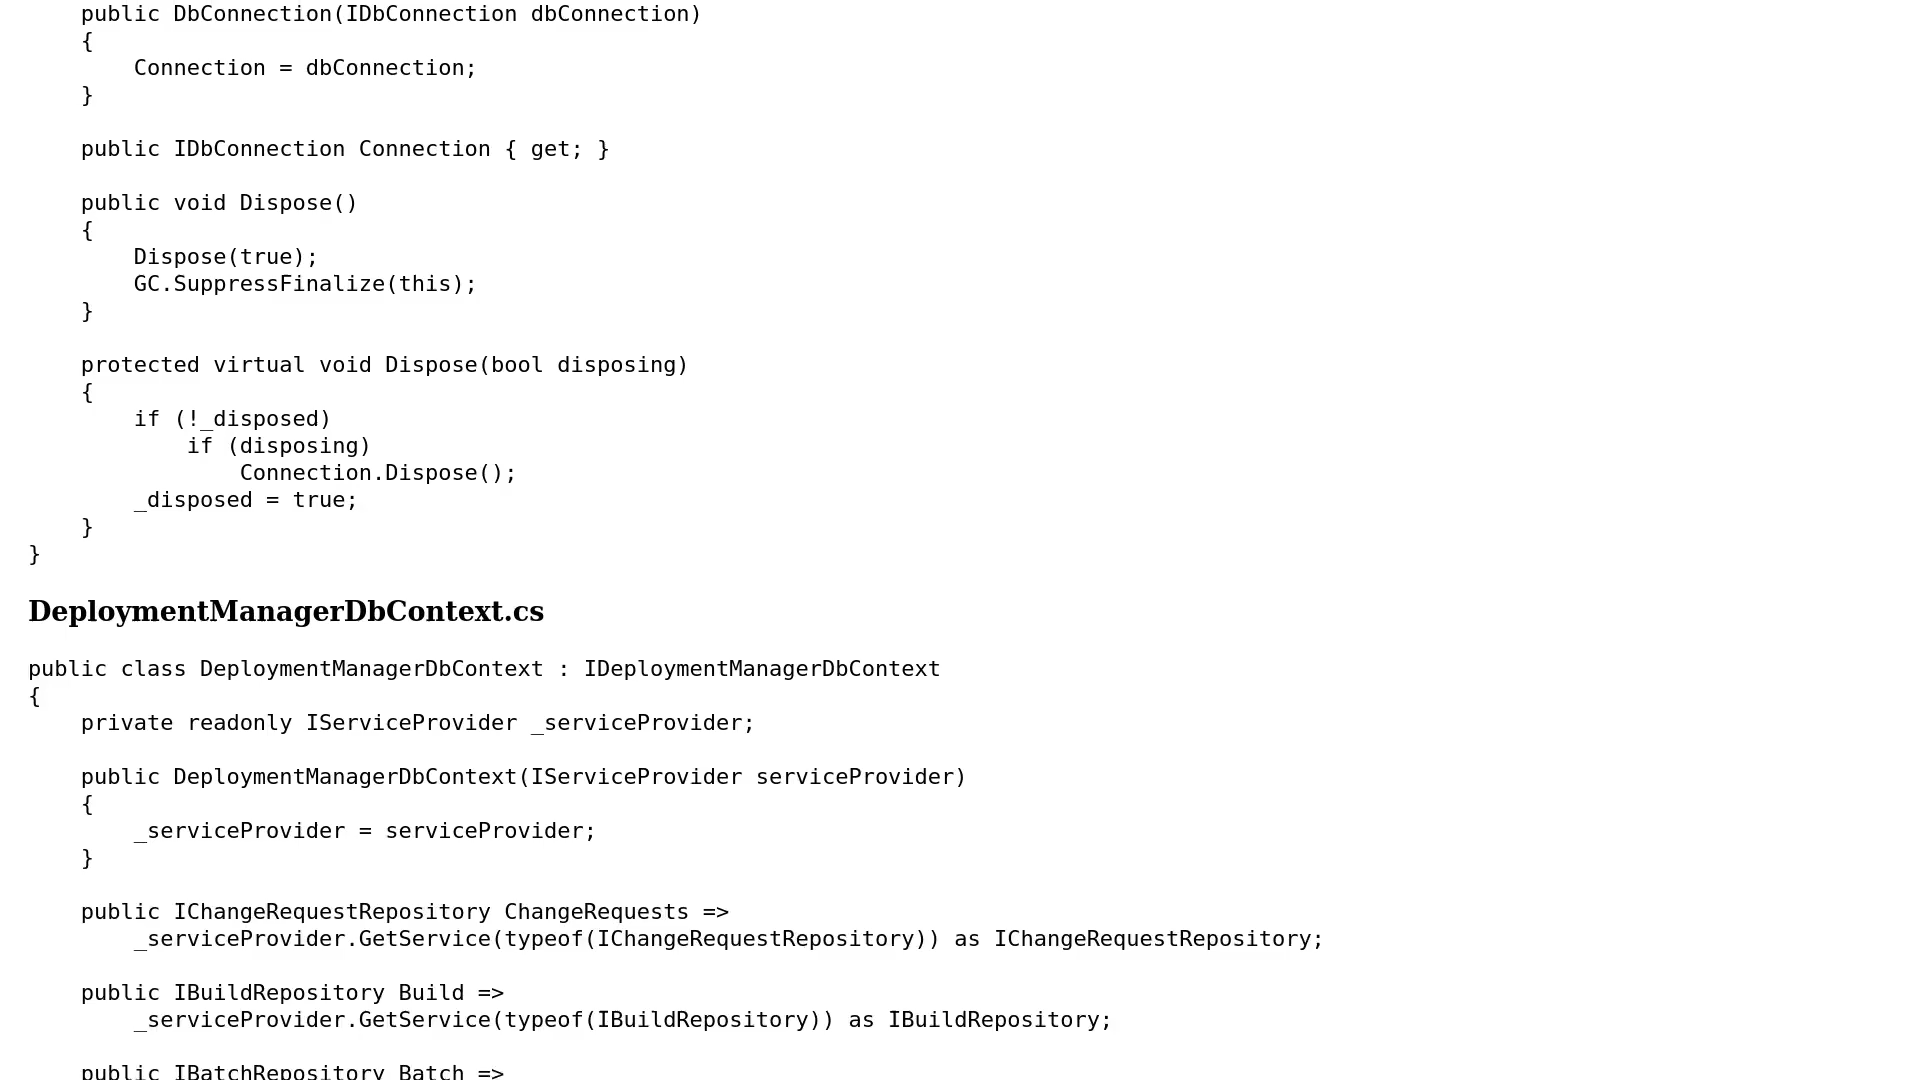 public DbConnection(IDbConnection dbConnection)
{
Connection = dbConnection;
}
public IDbConnection Connection { get; }
public void Dispose()
{
Dispose(true);
GC.SuppressFinalize(this);
}
protected virtual void Dispose(bool disposing)
{
if (!_disposed)
if (disposing)
Connection.Dispose();
_disposed = true;
}
}
DeploymentManagerDbContext.cs
public class DeploymentManagerDbContext : IDeploymentManagerDbContext
{
private readonly IServiceProvider _serviceProvider;
public DeploymentManagerDbContext(IServiceProvider serviceProvider)
{
_serviceProvider = serviceProvider;
}
public IChangeRequestRepository ChangeRequests =>
_serviceProvider.GetService(typeof(IChangeRequestRepository)) as IChangeRequestRepository;
public IBuildRepository Build =>
_serviceProvider.GetService(typeof(IBuildRepository)) as IBuildRepository;
public IBatchRepository Batch =>